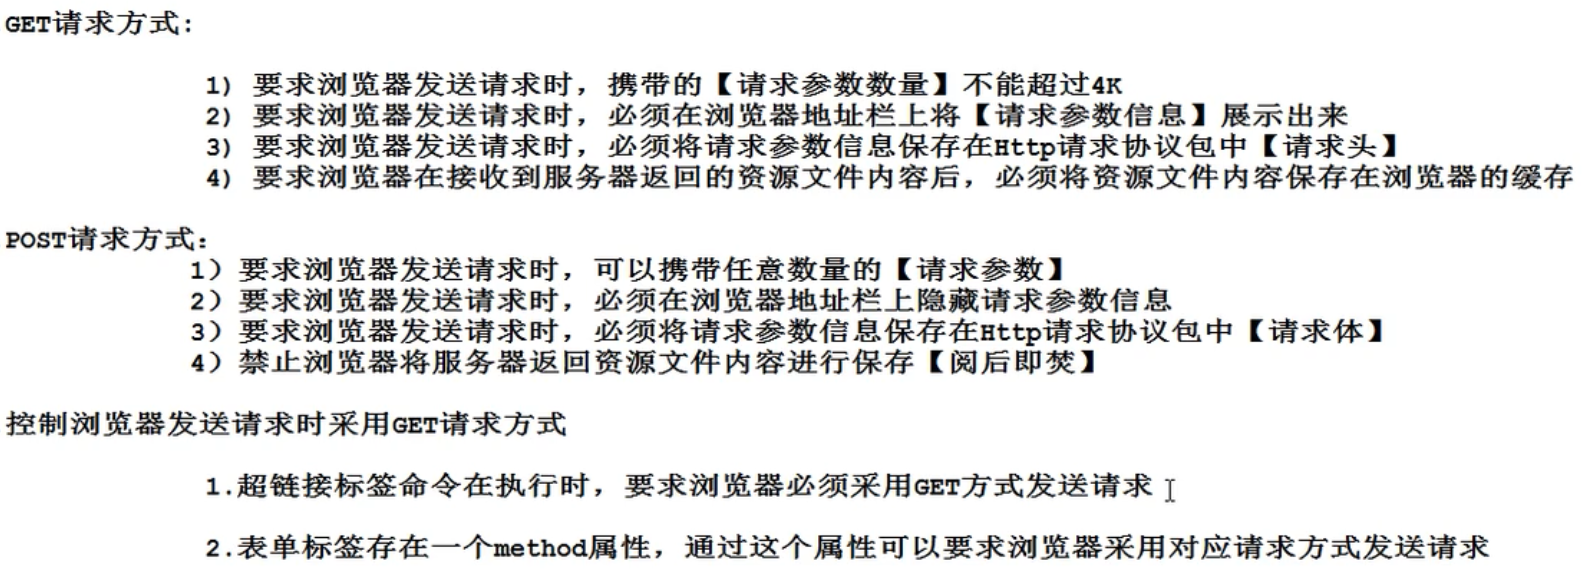 GET请求方式:
1) 要求浏览器发送请求时，携带的【请求参数数量】不能超过4K
2) 要求浏览器发送请求时，必须在浏览器地址栏上将【请求参数信息】展示出来
3) 要求浏览器发送请求时，必须将请求参数信息保存在Http请求协议包中【请求头】
4) 要求浏览器在接收到服务器返回的资源文件内容后，必须将资源文件内容保存在浏览器的缓存
POST请求方式：
1）要求浏览器发送请求时，可以携带任意数量的【请求参数】
2）要求浏览器发送请求时，必须在浏览器地址栏上隐藏请求参数信息
3）要求浏览器发送请求时，必须将请求参数信息保存在Http请求协议包中【请求体】
4）禁止浏览器将服务器返回资源文件内容进行保存【阅后即焚】
控制浏览器发送请求时采用GET请求方式
1.超链接标签命令在执行时，要求浏览器必须采用GET方式发送请求
2.表单标签存在一个method属性，通过这个属性可以要求浏览器采用对应请求方式发送请求